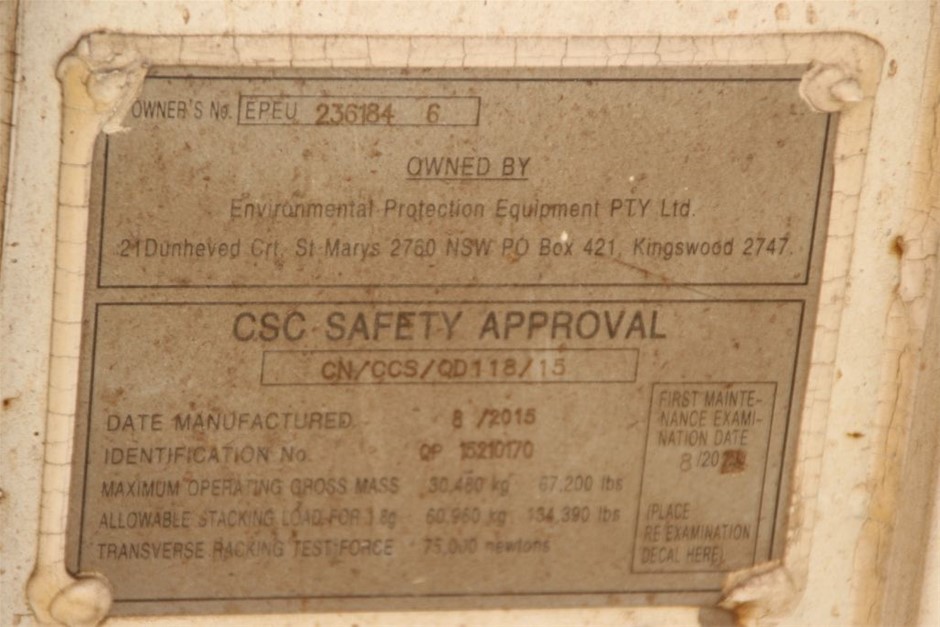 OWNER'S No. EPEU 236184 6
OWNED BY
Environmental Protection Equipment PTY Ltd.
21Dunheved Crt, St Marys 2760 NSW PO Box 421, Kingswood 2747.
CSC SAFETY APPROVAL
CN/CCS/QD118/15
DATE MANUFACTURED 8 /2015
IDENTIFICATION No. QP 15210170
MAXIMUM OPERATING GROSS MASS 30,480 kg 67,200 lbs
ALLOWABLE STACKING LOAD FOR 1.8g 60,960 kg 134,390 lbs
TRANSVERSE RACKING TEST FORCE 75,000 newtons
FIRST MAINTE-
NANCE EXAMI-
NATION DATE
(PLACE
RE EXAMINATION
DECAL HERE)